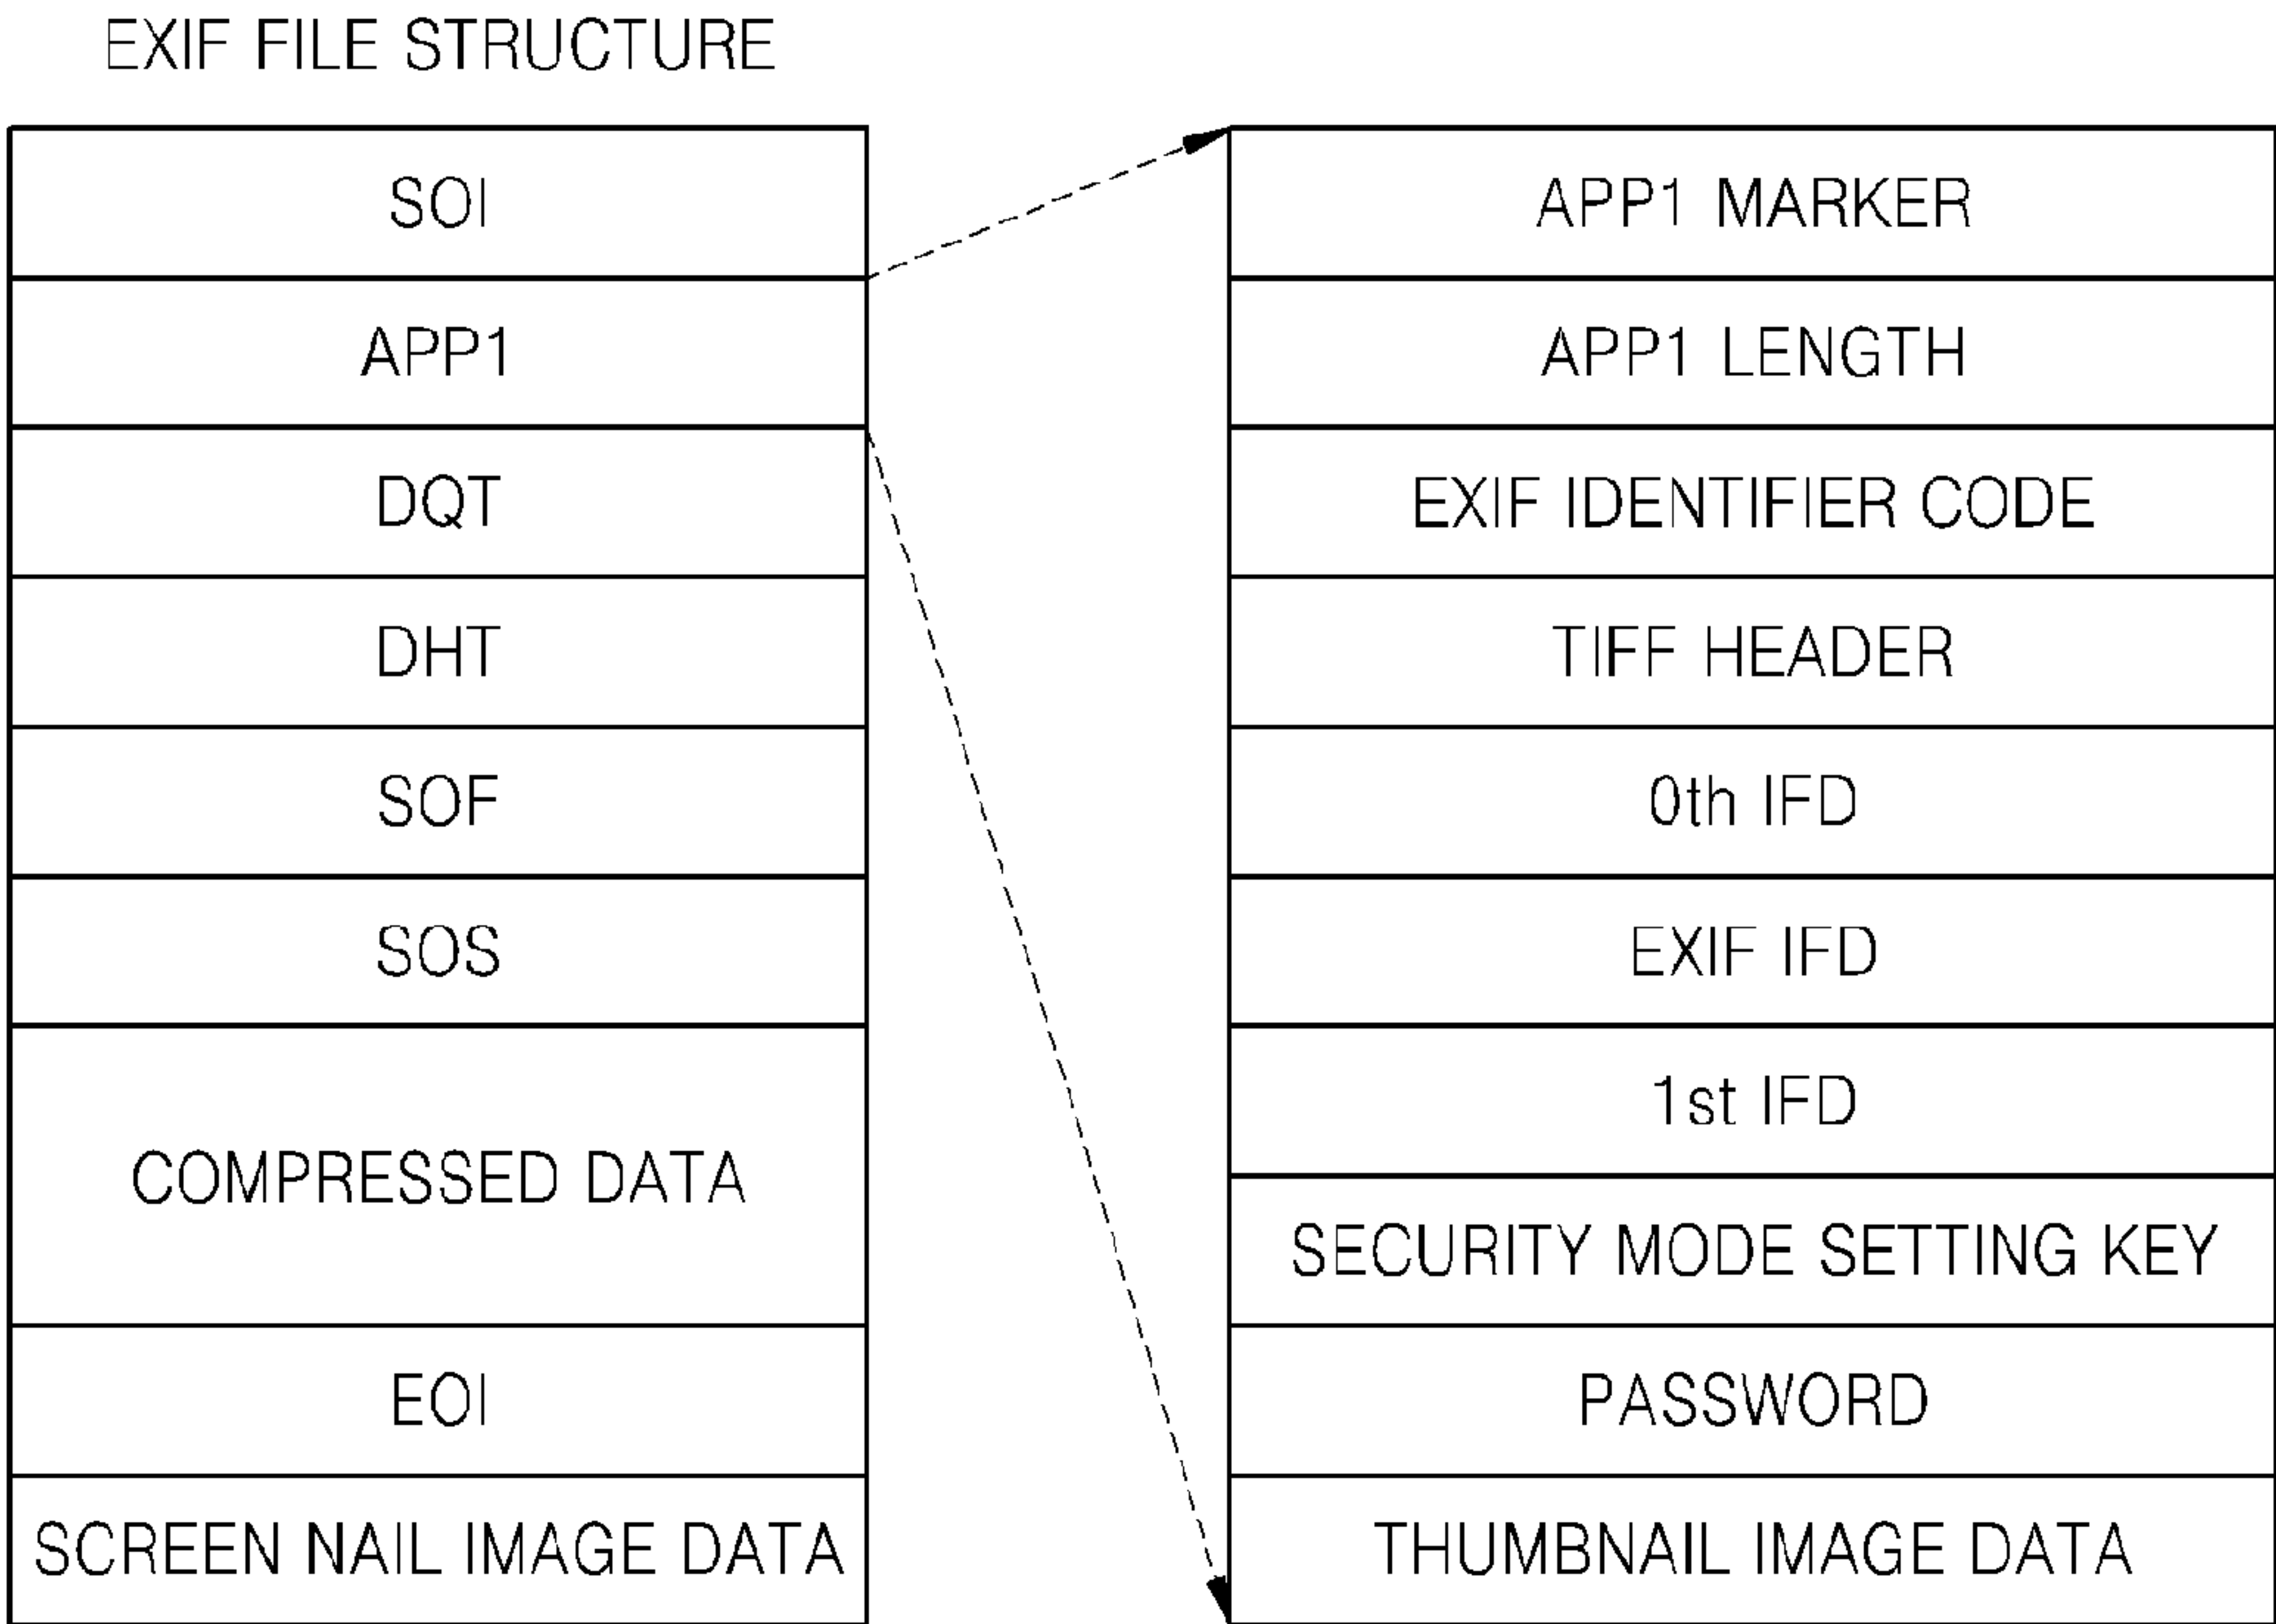 EXIF FILE STRUCTURE
SOI
APP1
DQT
DHT
SOF
SOS
COMPRESSED DATA
EOI
SCREEN NAIL IMAGE DATA
APP1 MARKER
APP1 LENGTH
EXIF IDENTIFIER CODE
TIFF HEADER
0th IFD
EXIF IFD
1st IFD
SECURITY MODE SETTING KEY
PASSWORD
THUMBNAIL IMAGE DATA